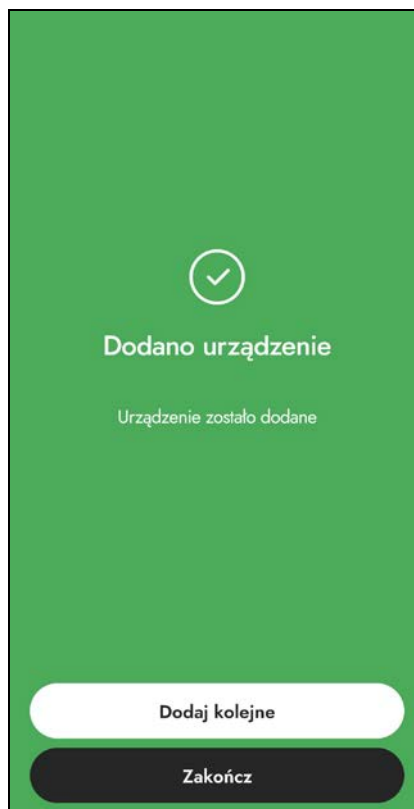 Dodano urządzenie
Urządzenie zostało dodane
Dodaj kolejne
Zakończ